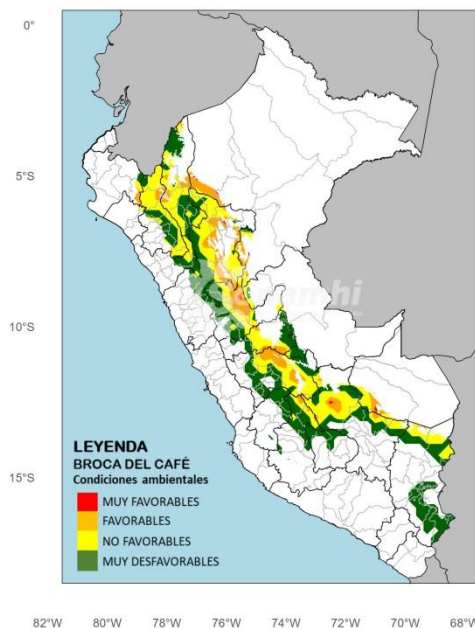 0°
5°S
10°S
15°S
senamhi
LEYENDA
BROCA DEL CAFÉ
Condiciones ambientales
MUY FAVORABLES
FAVORABLES
NO FAVORABLES
MUY DESFAVORABLES
82°W 80°W 78°W 76°W 74°W 72°W 70°W 68°W